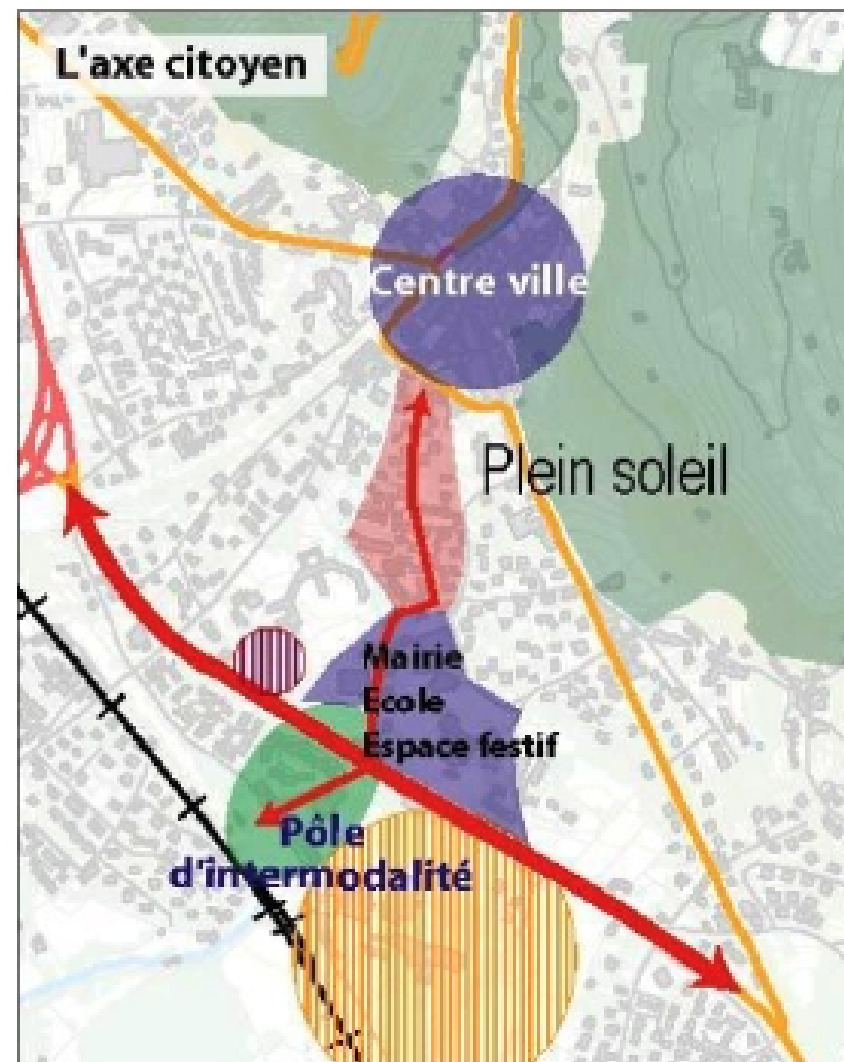 L'axe citoyen
Centre ville
Plein soleil
Mairie
Ecole
Espace festif
Pôle
d'intermodalité